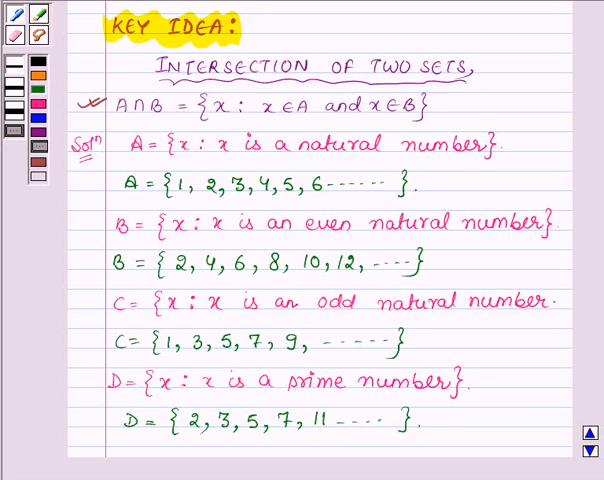 KEY IDEA:
INTERSECTION OF TWO SETS,
A∩B = {x : x∈A and x∈B}
Solⁿ A = {x : x is a natural number}.
A = {1, 2, 3, 4, 5, 6 ------ }.
B = {x : x is an even natural number}
B = { 2, 4, 6, 8, 10, 12, ---- }
C = {x : x is an odd natural number.
C = {1, 3, 5, 7, 9, ----- }
D = {x : x is a prime number}.
D = { 2, 3, 5, 7, 11 ---- }.